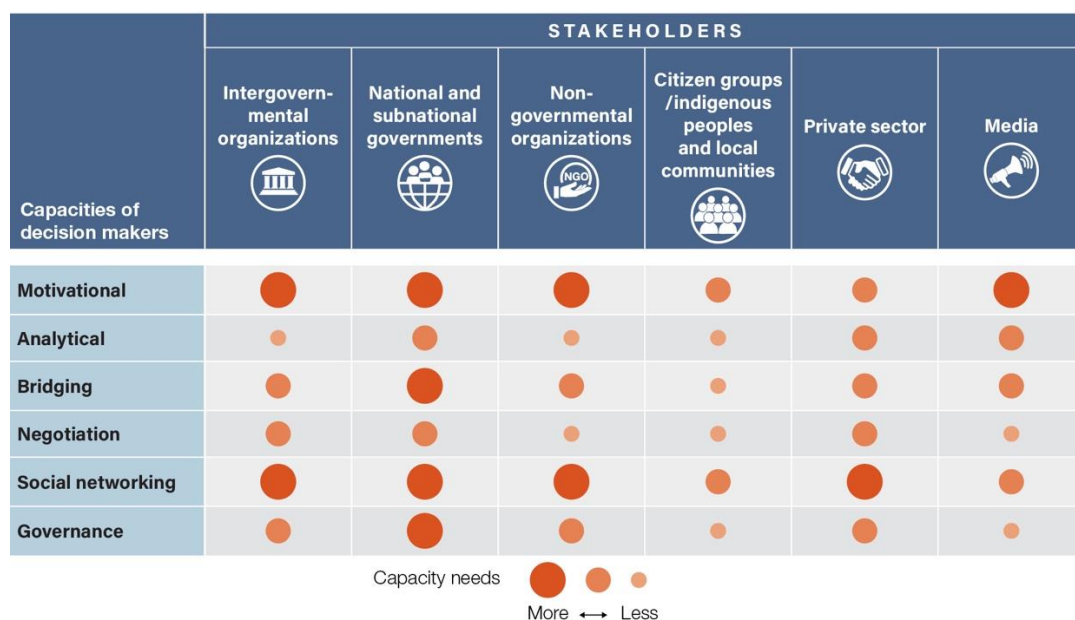 STAKEHOLDERS
Capacities of
decision makers
Intergovern-
mental
organizations
National and
subnational
governments
Non-
governmental
organizations
NGO
Citizen groups
/indigenous
peoples
and local
communities
Private sector
Media
Motivational
Analytical
Bridging
Negotiation
Social networking
Governance
Capacity needs
More ⟷ Less